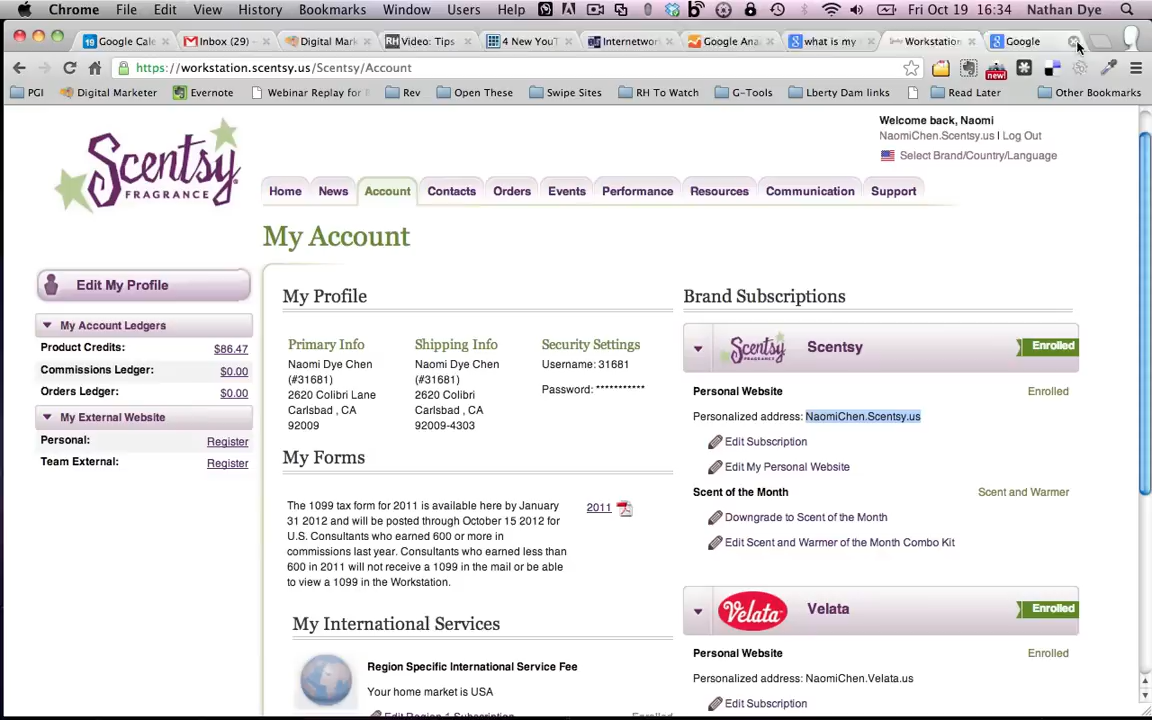 Chrome File Edit View History Bookmarks Window Users Help Fri Oct 19 16:34 Nathan Dye
Google Cale Inbox (29) Digital Mark Video: Tips 4 New YouT Internetwor Google Ana what is my Workstation Google
https://workstation.scentsy.us/Scentsy/Account new
PGI Digital Marketer Evernote Webinar Replay for Rev Open These Swipe Sites RH To Watch G-Tools Lberty Dam links Read Later Other Bookmarks
Welcome back, Naomi
NaomiChen.Scentsy.us | Log Out
Select Brand/Country/Language
Scentsy
FRAGRANCE
Home News Account Contacts Orders Events Performance Resources Communication Support
My Account
Edit My Profile
My Account Ledgers
Product Credits: $86.47
Commissions Ledger: $0.00
Orders Ledger: $0.00
My External Website
Personal: Register
Team External: Register
My Profile
Primary Info
Naomi Dye Chen
(#31681)
2620 Colibri Lane
Carlsbad , CA
92009
Shipping Info
Naomi Dye Chen
(#31681)
2620 Colibri
Carlsbad , CA
92009-4303
Security Settings
Username: 31681
Password: ***********
My Forms
The 1099 tax form for 2011 is available here by January
31 2012 and will be posted through October 15 2012 for
U.S. Consultants who earned 600 or more in
commissions last year. Consultants who earned less than
600 in 2011 will not receive a 1099 in the mail or be able
to view a 1099 in the Workstation.
2011
My International Services
Region Specific International Service Fee
Your home market is USA
Edit Region 1 Subscription Enrolled
Brand Subscriptions
Scentsy Scentsy Enrolled
FRAGRANCE
Personal Website Enrolled
Personalized address: NaomiChen.Scentsy.us
Edit Subscription
Edit My Personal Website
Scent of the Month Scent and Warmer
Downgrade to Scent of the Month
Edit Scent and Warmer of the Month Combo Kit
Velata Velata Enrolled
Personal Website Enrolled
Personalized address: NaomiChen.Velata.us
Edit Subscription